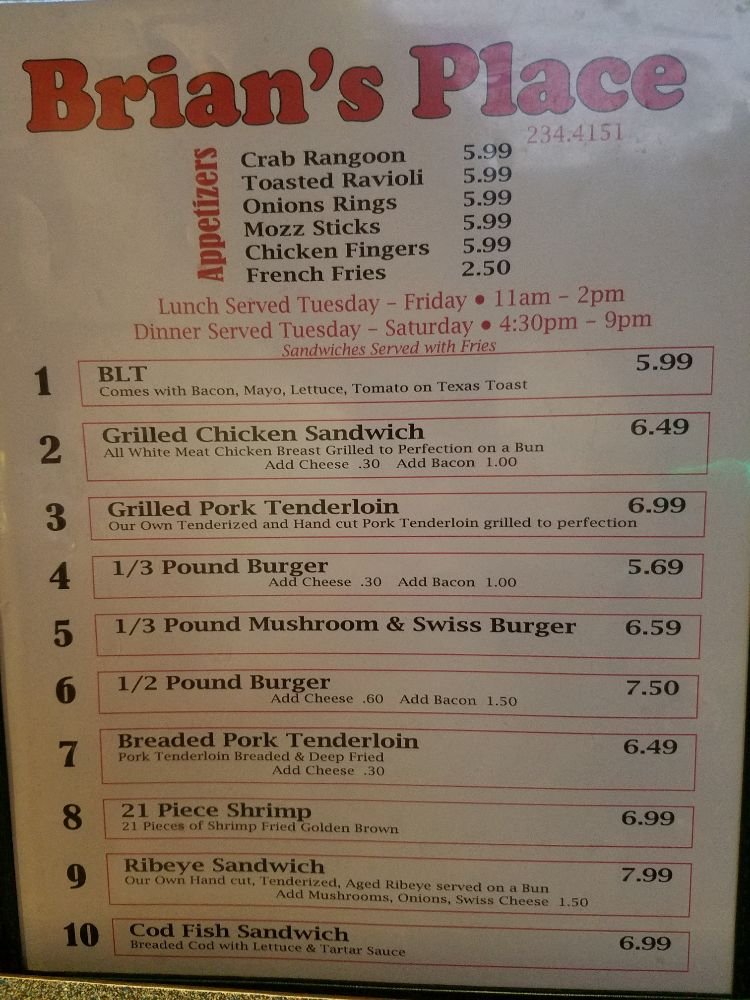 Brian's Place
234.4151
Appetizers
Crab Rangoon 5.99
Toasted Ravioli 5.99
Onions Rings 5.99
Mozz Sticks 5.99
Chicken Fingers 5.99
French Fries 2.50
Lunch Served Tuesday – Friday • 11am – 2pm
Dinner Served Tuesday – Saturday • 4:30pm – 9pm
Sandwiches Served with Fries
1 BLT 5.99
Comes with Bacon, Mayo, Lettuce, Tomato on Texas Toast
2 Grilled Chicken Sandwich 6.49
All White Meat Chicken Breast Grilled to Perfection on a Bun
Add Cheese .30 Add Bacon 1.00
3 Grilled Pork Tenderloin 6.99
Our Own Tenderized and Hand cut Pork Tenderloin grilled to perfection
4 1/3 Pound Burger 5.69
Add Cheese .30 Add Bacon 1.00
5 1/3 Pound Mushroom & Swiss Burger 6.59
6 1/2 Pound Burger 7.50
Add Cheese .60 Add Bacon 1.50
7 Breaded Pork Tenderloin 6.49
Pork Tenderloin Breaded & Deep Fried
Add Cheese .30
8 21 Piece Shrimp 6.99
21 Pieces of Shrimp Fried Golden Brown
9 Ribeye Sandwich 7.99
Our Own Hand cut, Tenderized, Aged Ribeye served on a Bun
Add Mushrooms, Onions, Swiss Cheese 1.50
10 Cod Fish Sandwich 6.99
Breaded Cod with Lettuce & Tartar Sauce